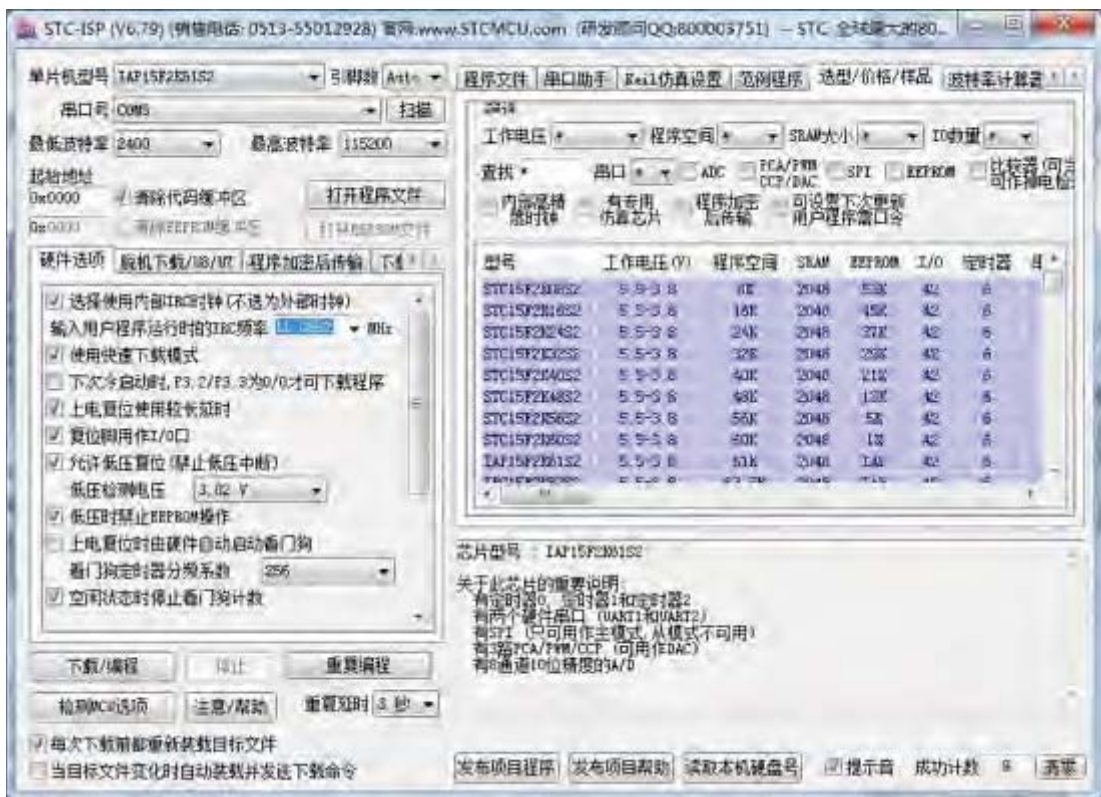 STC-ISP (V6.79) (销售电话: 0513-55012928) 官网:www.STCMCU.com (研发顾问QQ:800003751) -- STC 全球最大的80...
单片机型号 IAP15F2K61S2 引脚数 Auto
串口号 COM5 扫描
最低波特率 2400 最高波特率 115200
起始地址
0x0000 清除代码缓冲区 打开程序文件
0x0000 清除EEPROM缓冲区 打开EEPROM文件
硬件选项 脱机下载/U8/U7 程序加密后传输
选择使用内部IRC时钟(不选为外部时钟)
输入用户程序运行时的IRC频率 MHz
使用快速下载模式
下次冷启动时, P3.2/P3.3为0/0才可下载程序
上电复位使用较长延时
复位脚用作I/O口
允许低压复位(禁止低压中断)
低压检测电压 3.82 V
低压时禁止EEPROM操作
上电复位时由硬件自动启动看门狗
看门狗定时器分频系数 256
空闲状态时停止看门狗计数
下载/编程 停止 重复编程
检测MCU选项 注意/帮助 重复延时 3 秒
每次下载前都重新装载目标文件
当目标文件变化时自动装载并发送下载命令
程序文件 串口助手 Keil仿真设置 范例程序 选型/价格/样品 波特率计算器
选择
工作电压 * 程序空间 * SRAM大小 * IO数量 *
查找 * 串口 * ADC PCA/PWM CCP/DAC SPI EEPROM
内部高精度时钟 有专用仿真芯片 程序加密后传输 可设置下次更新用户程序需口令
型号 工作电压(V) 程序空间 SRAM EEPROM I/O 定时器
STC15F2K08S2 5.5-3.8 8K 2048 53K 42 6
STC15F2K16S2 5.5-3.8 16K 2048 45K 42 6
STC15F2K24S2 5.5-3.8 24K 2048 37K 42 6
STC15F2K32S2 5.5-3.8 32K 2048 29K 42 6
STC15F2K40S2 5.5-3.8 40K 2048 21K 42 6
STC15F2K48S2 5.5-3.8 48K 2048 13K 42 6
STC15F2K56S2 5.5-3.8 56K 2048 5K 42 6
STC15F2K60S2 5.5-3.8 60K 2048 1K 42 6
IAP15F2K61S2 5.5-3.8 61K 2048 IAP 42 6
芯片型号 : IAP15F2K61S2
关于此芯片的重要说明:
有定时器0、定时器1和定时器2
有两个硬件串口 (UART1和UART2)
有SPI (只可用作主模式,从模式不可用)
有3路PCA/PWM/CCP (可用作DAC)
有8通道10位精度的A/D
发布项目程序 发布项目帮助 读取本机硬盘号 提示音 成功计数 清零